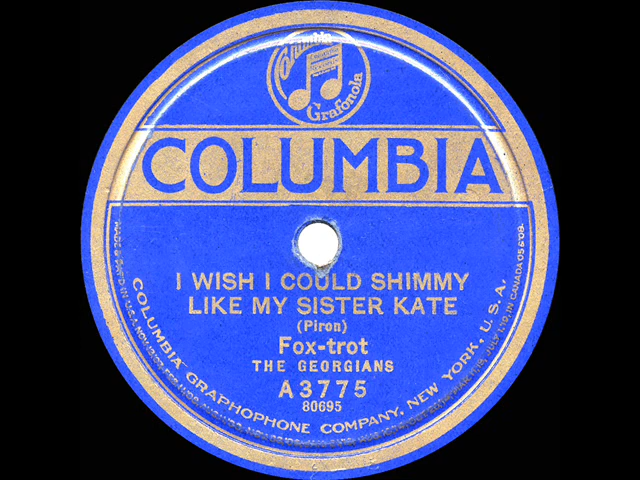 Columbia
Grafonola
COLUMBIA
I WISH I COULD SHIMMY
LIKE MY SISTER KATE
(Piron)
Fox-trot
THE GEORGIANS
A3775
80695
COLUMBIA GRAPHOPHONE COMPANY, NEW YORK, U.S.A.